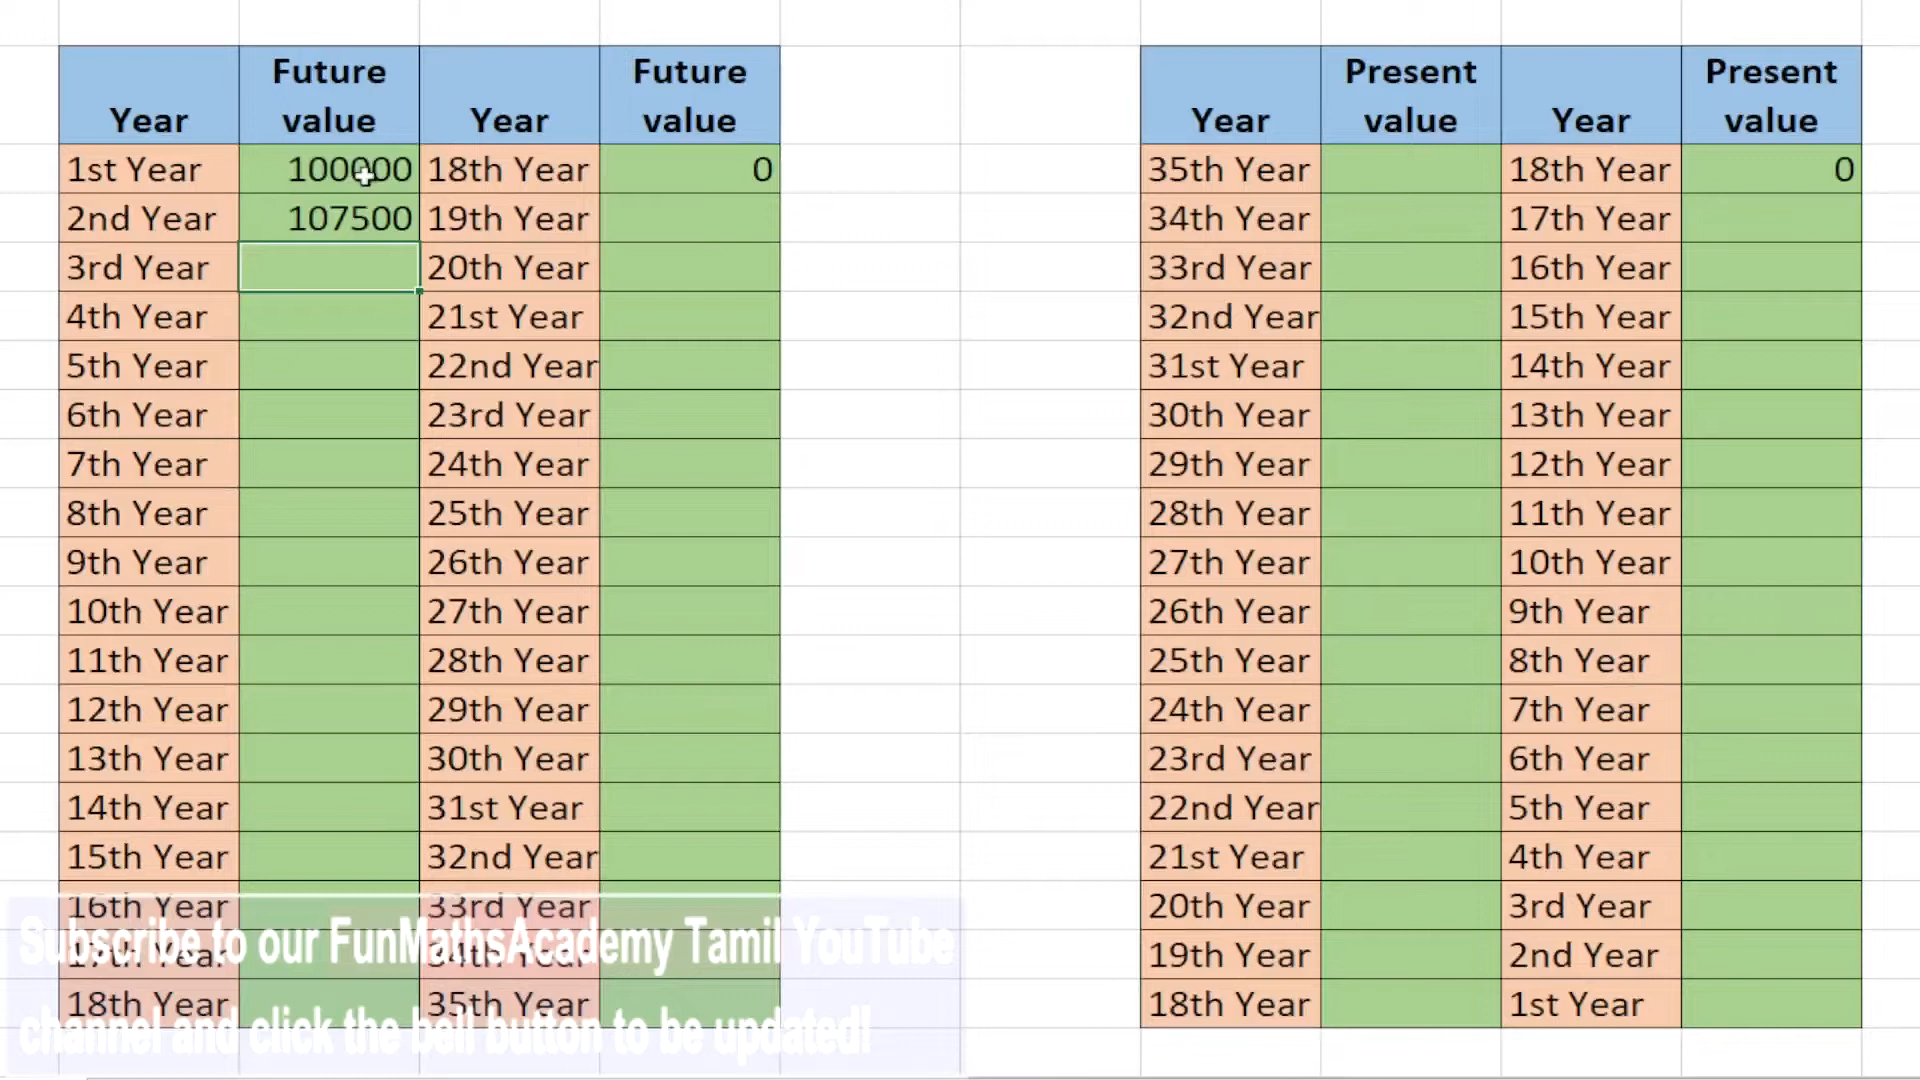 Year Future value Year Future value Year Present value Year Present value
1st Year 100000 18th Year 0 35th Year 18th Year 0
2nd Year 107500 19th Year 34th Year 17th Year
3rd Year 20th Year 33rd Year 16th Year
4th Year 21st Year 32nd Year 15th Year
5th Year 22nd Year 31st Year 14th Year
6th Year 23rd Year 30th Year 13th Year
7th Year 24th Year 29th Year 12th Year
8th Year 25th Year 28th Year 11th Year
9th Year 26th Year 27th Year 10th Year
10th Year 27th Year 26th Year 9th Year
11th Year 28th Year 25th Year 8th Year
12th Year 29th Year 24th Year 7th Year
13th Year 30th Year 23rd Year 6th Year
14th Year 31st Year 22nd Year 5th Year
15th Year 32nd Year 21st Year 4th Year
16th Year 33rd Year 20th Year 3rd Year
17th Year 34th Year 19th Year 2nd Year
18th Year 35th Year 18th Year 1st Year
Subscribe to our FunMathsAcademy Tamil YouTube
channel and click the bell button to be updated!